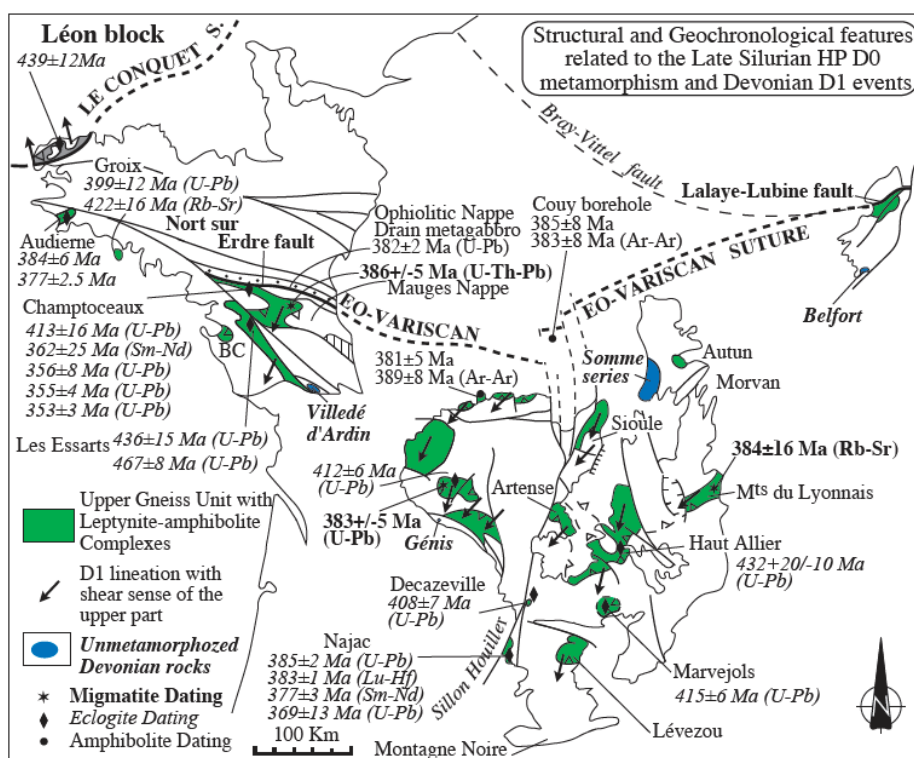 Structural and Geochronological features
related to the Late Silurian HP D0
metamorphism and Devonian D1 events
Léon block
439±12Ma
LE CONQUET S.
Bray-Vittel fault
Groix
399±12 Ma (U-Pb)
422±16 Ma (Rb-Sr)
Audierne
384±6 Ma
377±2.5 Ma
Nort sur
Erdre fault
Ophiolitic Nappe
Drain metagabbro
382±2 Ma (U-Pb)
386+/-5 Ma (U-Th-Pb)
Mauges Nappe
Couy borehole
385±8 Ma
383±8 Ma (Ar-Ar)
Lalaye-Lubine fault
EO-VARISCAN SUTURE
EO-VARISCAN
Belfort
Champtoceaux
413±16 Ma (U-Pb)
362±25 Ma (Sm-Nd)
356±8 Ma (U-Pb)
355±4 Ma (U-Pb)
353±3 Ma (U-Pb)
BC
Les Essarts
436±15 Ma (U-Pb)
467±8 Ma (U-Pb)
Villedé
d'Ardin
381±5 Ma
389±8 Ma (Ar-Ar)
Somme
series
Autun
Morvan
Sioule
384±16 Ma (Rb-Sr)
Mts du Lyonnais
412±6 Ma
(U-Pb)
383+/-5 Ma
(U-Pb)
Génis
Artense
Haut Allier
432+20/-10 Ma
(U-Pb)
Decazeville
408±7 Ma
(U-Pb)
Najac
385±2 Ma (U-Pb)
383±1 Ma (Lu-Hf)
377±3 Ma (Sm-Nd)
369±13 Ma (U-Pb)
Sillon Houiller
Marvejols
415±6 Ma (U-Pb)
Lévezou
Montagne Noire
Upper Gneiss Unit with
Leptynite-amphibolite
Complexes
D1 lineation with
shear sense of the
upper part
Unmetamorphozed
Devonian rocks
Migmatite Dating
Eclogite Dating
Amphibolite Dating
100 Km
N